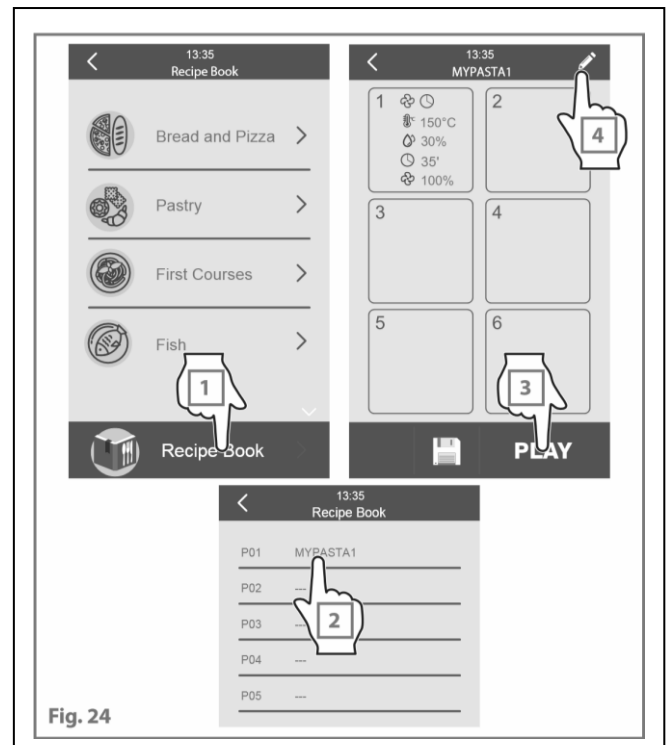 13:35
Recipe Book
Bread and Pizza
Pastry
First Courses
Fish
1
Recipe Book
13:35
MYPASTA1
4
1
150°C
30%
35'
100%
2
3
4
5
6
3
PLAY
13:35
Recipe Book
P01 MYPASTA1
P02 ---
P03 ---
2
P04 ---
P05 ---
Fig. 24